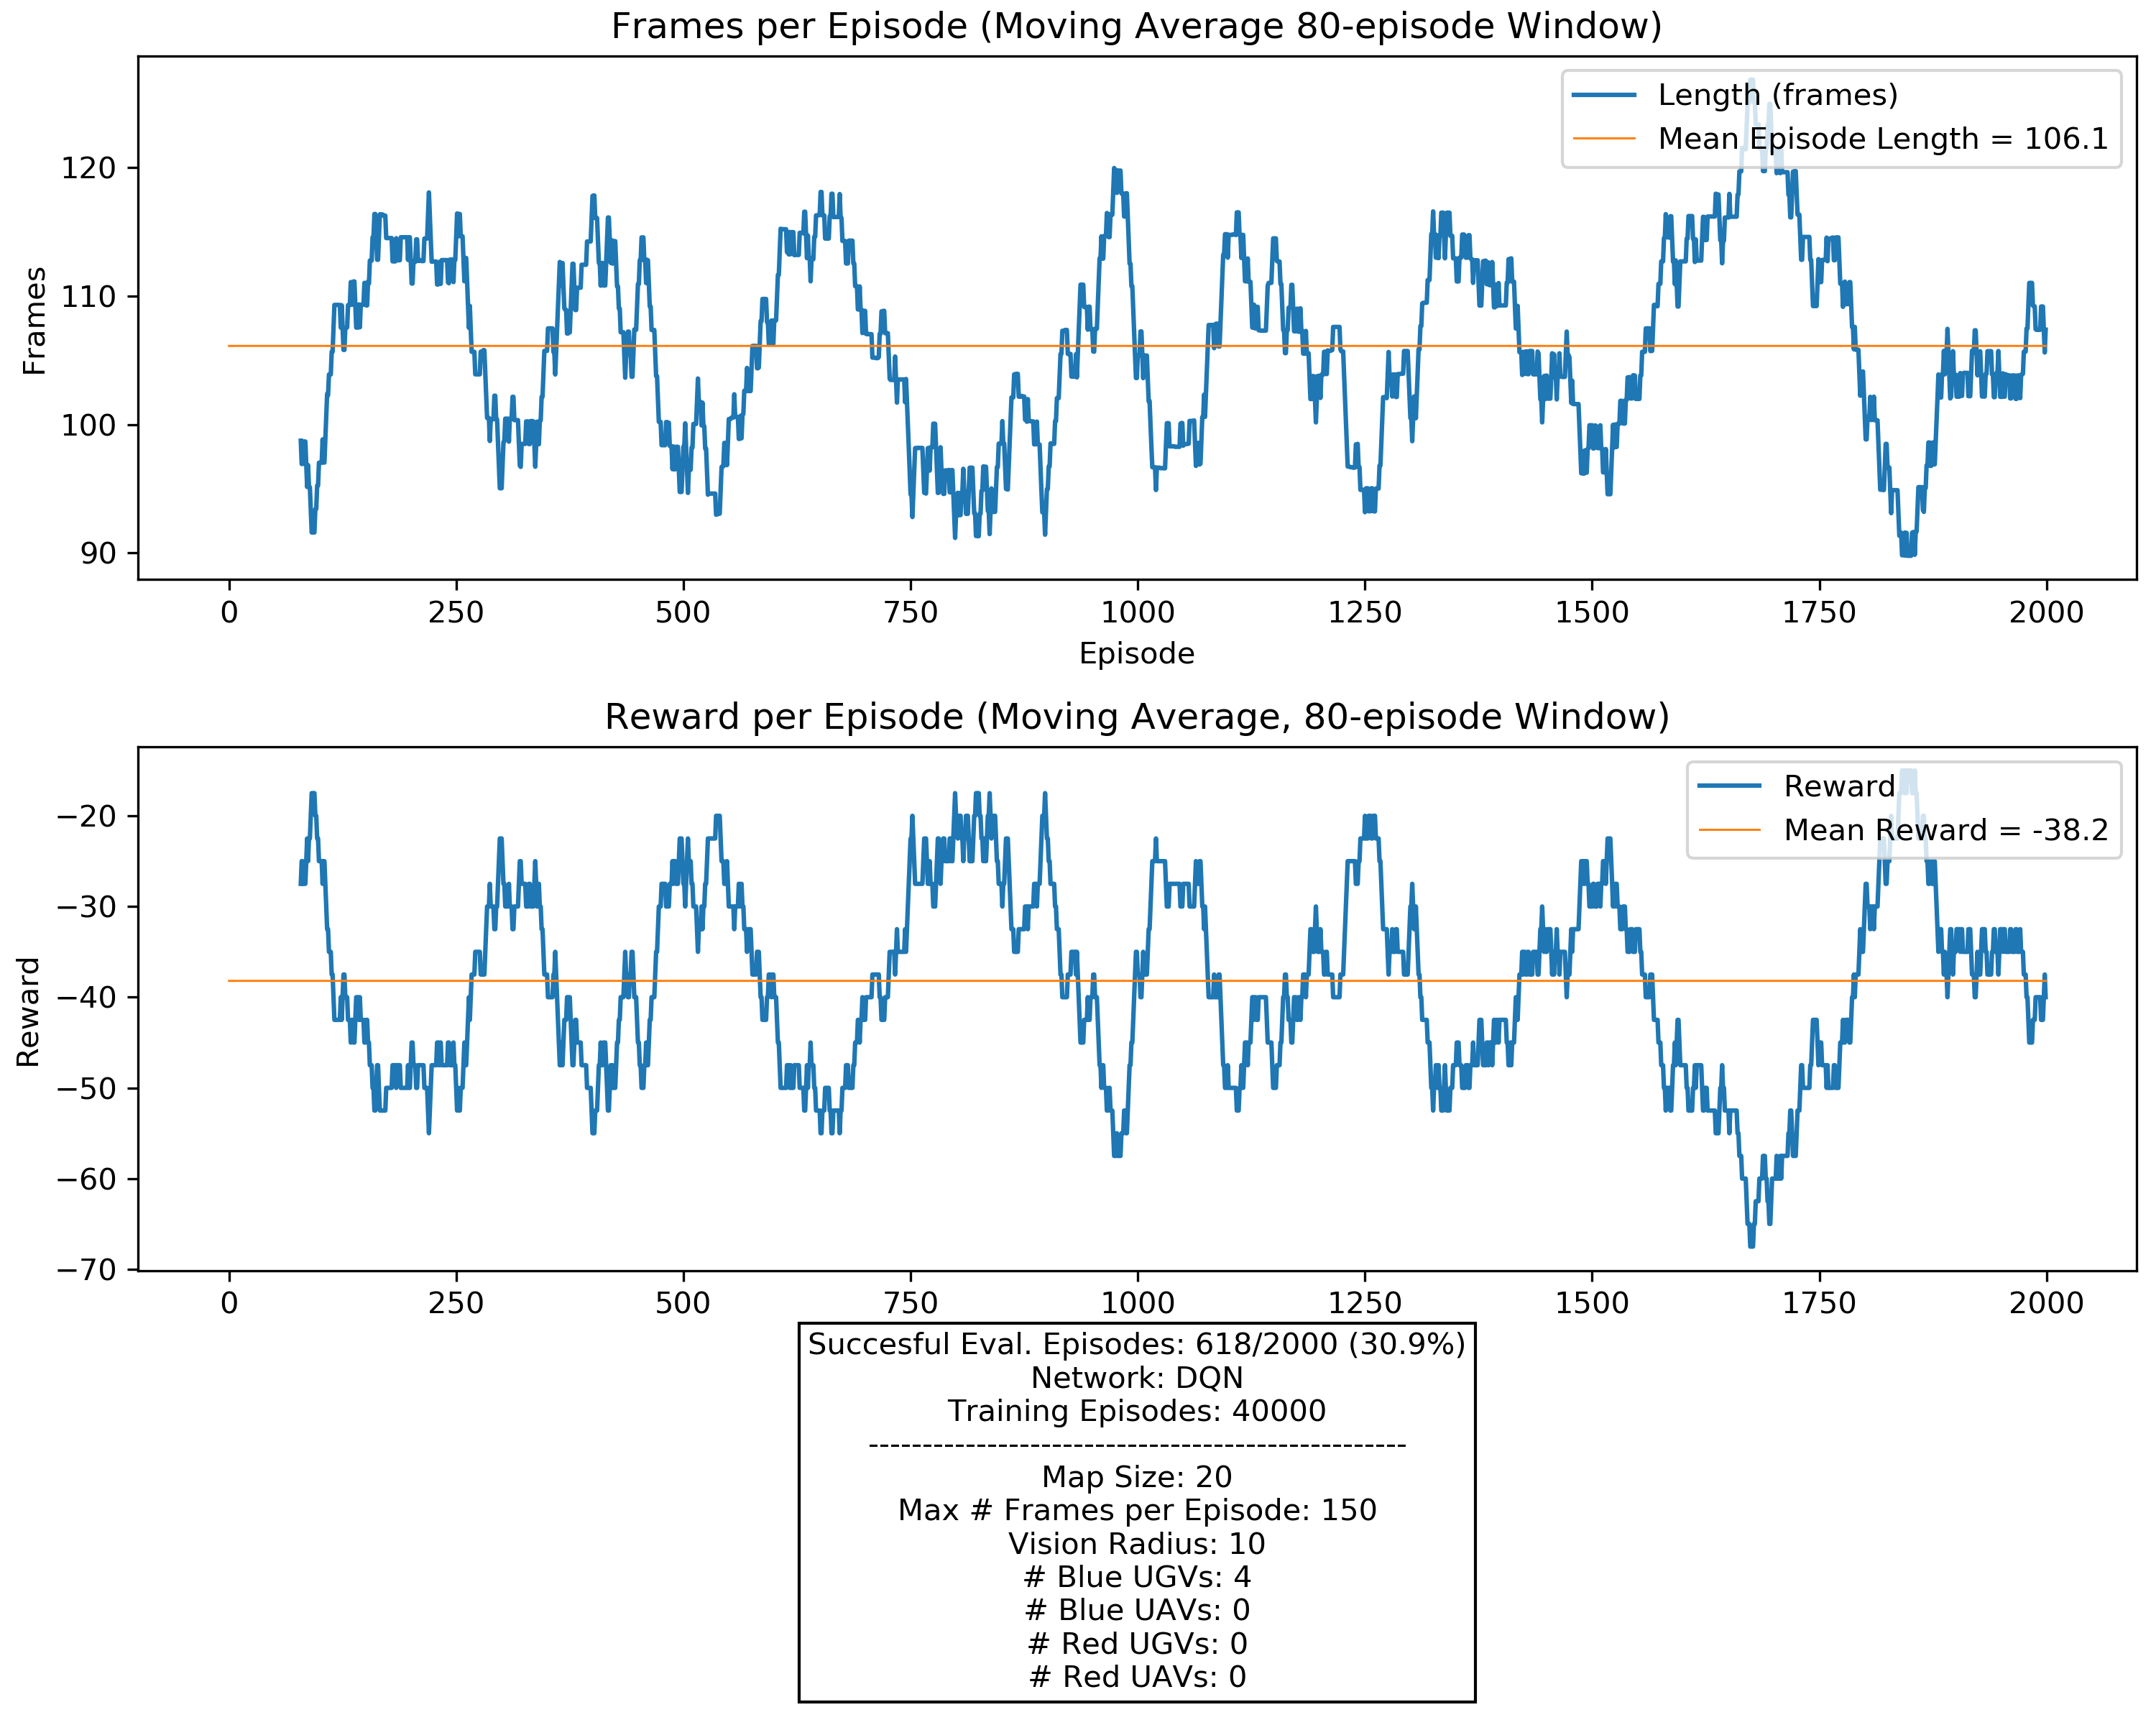 Frames per Episode (Moving Average 80-episode Window)
Length (frames)
Mean Episode Length = 106.1
Frames
120
110
100
90
0 250 500 750 1000 1250 1500 1750 2000
Episode
Reward per Episode (Moving Average, 80-episode Window)
Reward
Mean Reward = -38.2
Reward
−20
−30
−40
−50
−60
−70
0 250 500 750 1000 1250 1500 1750 2000
Succesful Eval. Episodes: 618/2000 (30.9%)
Network: DQN
Training Episodes: 40000
--------------------------------------------------
Map Size: 20
Max # Frames per Episode: 150
Vision Radius: 10
# Blue UGVs: 4
# Blue UAVs: 0
# Red UGVs: 0
# Red UAVs: 0